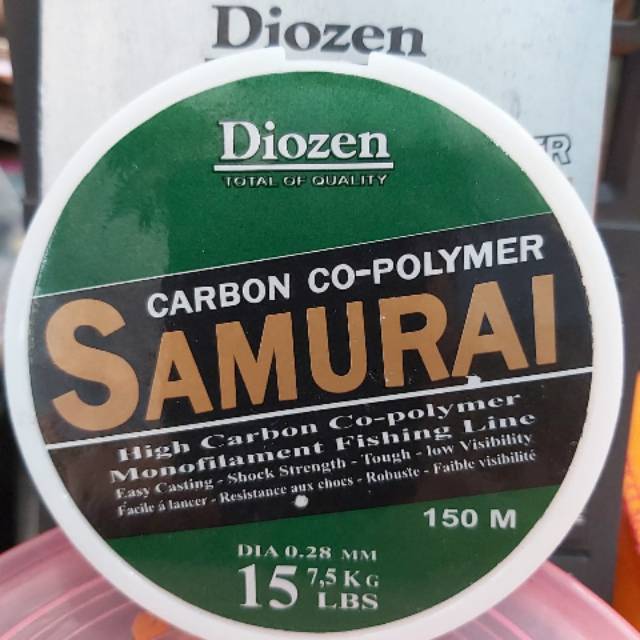 Diozen
ER
Diozen
TOTAL OF QUALITY
CARBON CO-POLYMER
SAMURAI
High Carbon Co-polymer
Monofilament Fishing Line
Easy Casting - Shock Strength - Tough - low Visibility
Facile á lancer - Resistance aux chocs - Robuste - Faible visibilité
150 M
DIA 0.28 MM
15 7,5 KG
LBS